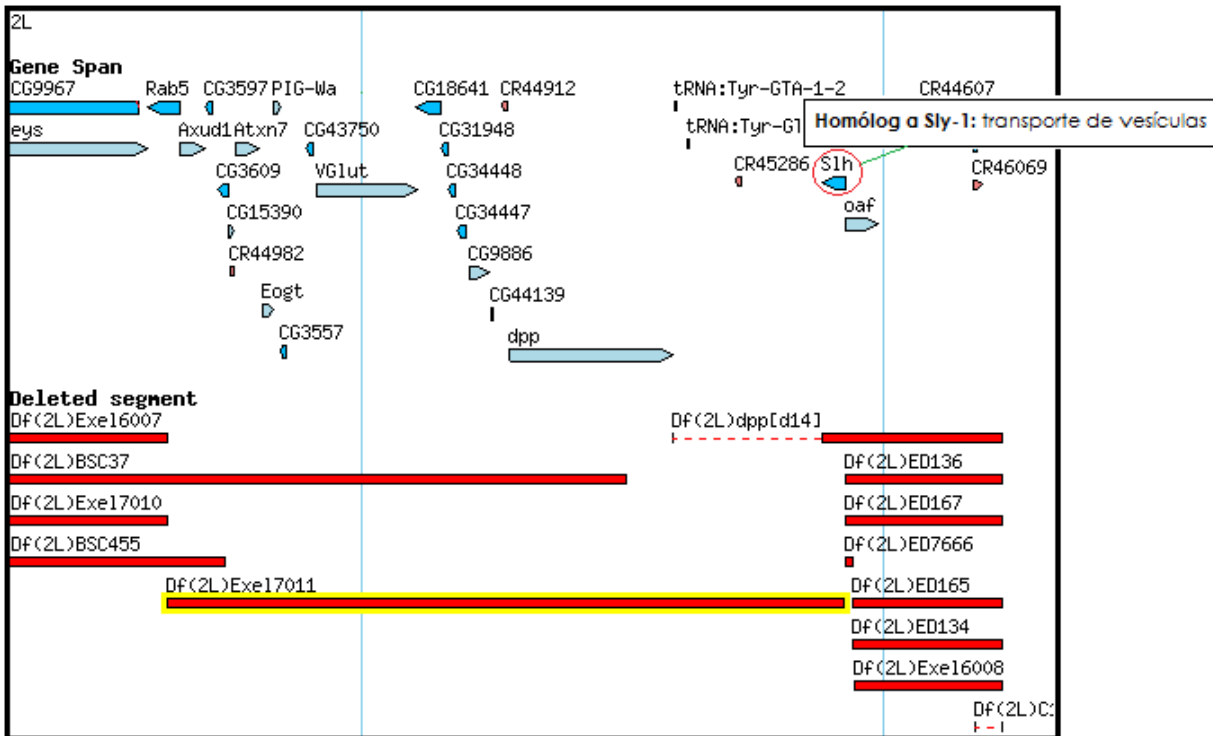 2L
Gene Span
CG9967 Rab5 CG3597 PIG-Wa CG18641 CR44912 tRNA:Tyr-GTA-1-2 CR44607
eys Axud1 Atxn7 CG43750 CG31948 tRNA:Tyr-GT
Homólog a Sly-1: transporte de vesículas
CG3609 VGlut CG34448 CR45286 Slh CR46069
CG15390 CG34447 oaf
CR44982 CG9886
Eogt CG44139
CG3557 dpp
Deleted segment
Df(2L)Exel6007 Df(2L)dpp[d14]
Df(2L)BSC37 Df(2L)ED136
Df(2L)Exel7010 Df(2L)ED167
Df(2L)BSC455 Df(2L)ED7666
Df(2L)Exel7011 Df(2L)ED165
Df(2L)ED134
Df(2L)Exel6008